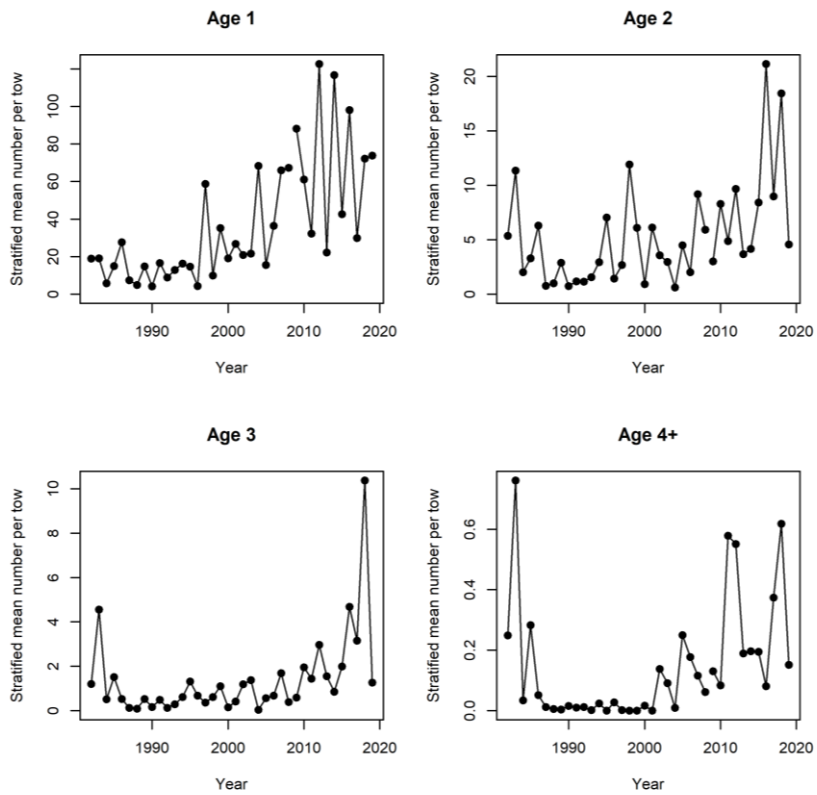 Age 1
Stratified mean number per tow
0 20 40 60 80 100
1990 2000 2010 2020
Year
Age 2
Stratified mean number per tow
0 5 10 15 20
1990 2000 2010 2020
Year
Age 3
Stratified mean number per tow
0 2 4 6 8 10
1990 2000 2010 2020
Year
Age 4+
Stratified mean number per tow
0.0 0.2 0.4 0.6
1990 2000 2010 2020
Year